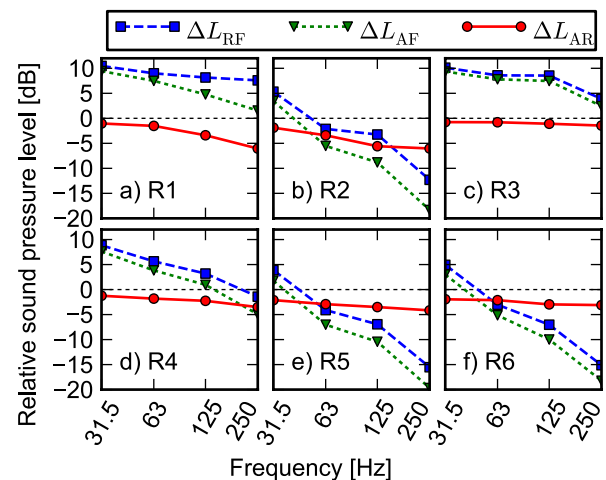 ΔL_RF ΔL_AF ΔL_AR
Relative sound pressure level [dB]
10
5
0
−5
−10
−15
−20
a) R1 b) R2 c) R3
10
5
0
−5
−10
−15
−20
d) R4 e) R5 f) R6
31.5 63 125 250 31.5 63 125 250 31.5 63 125 250
Frequency [Hz]